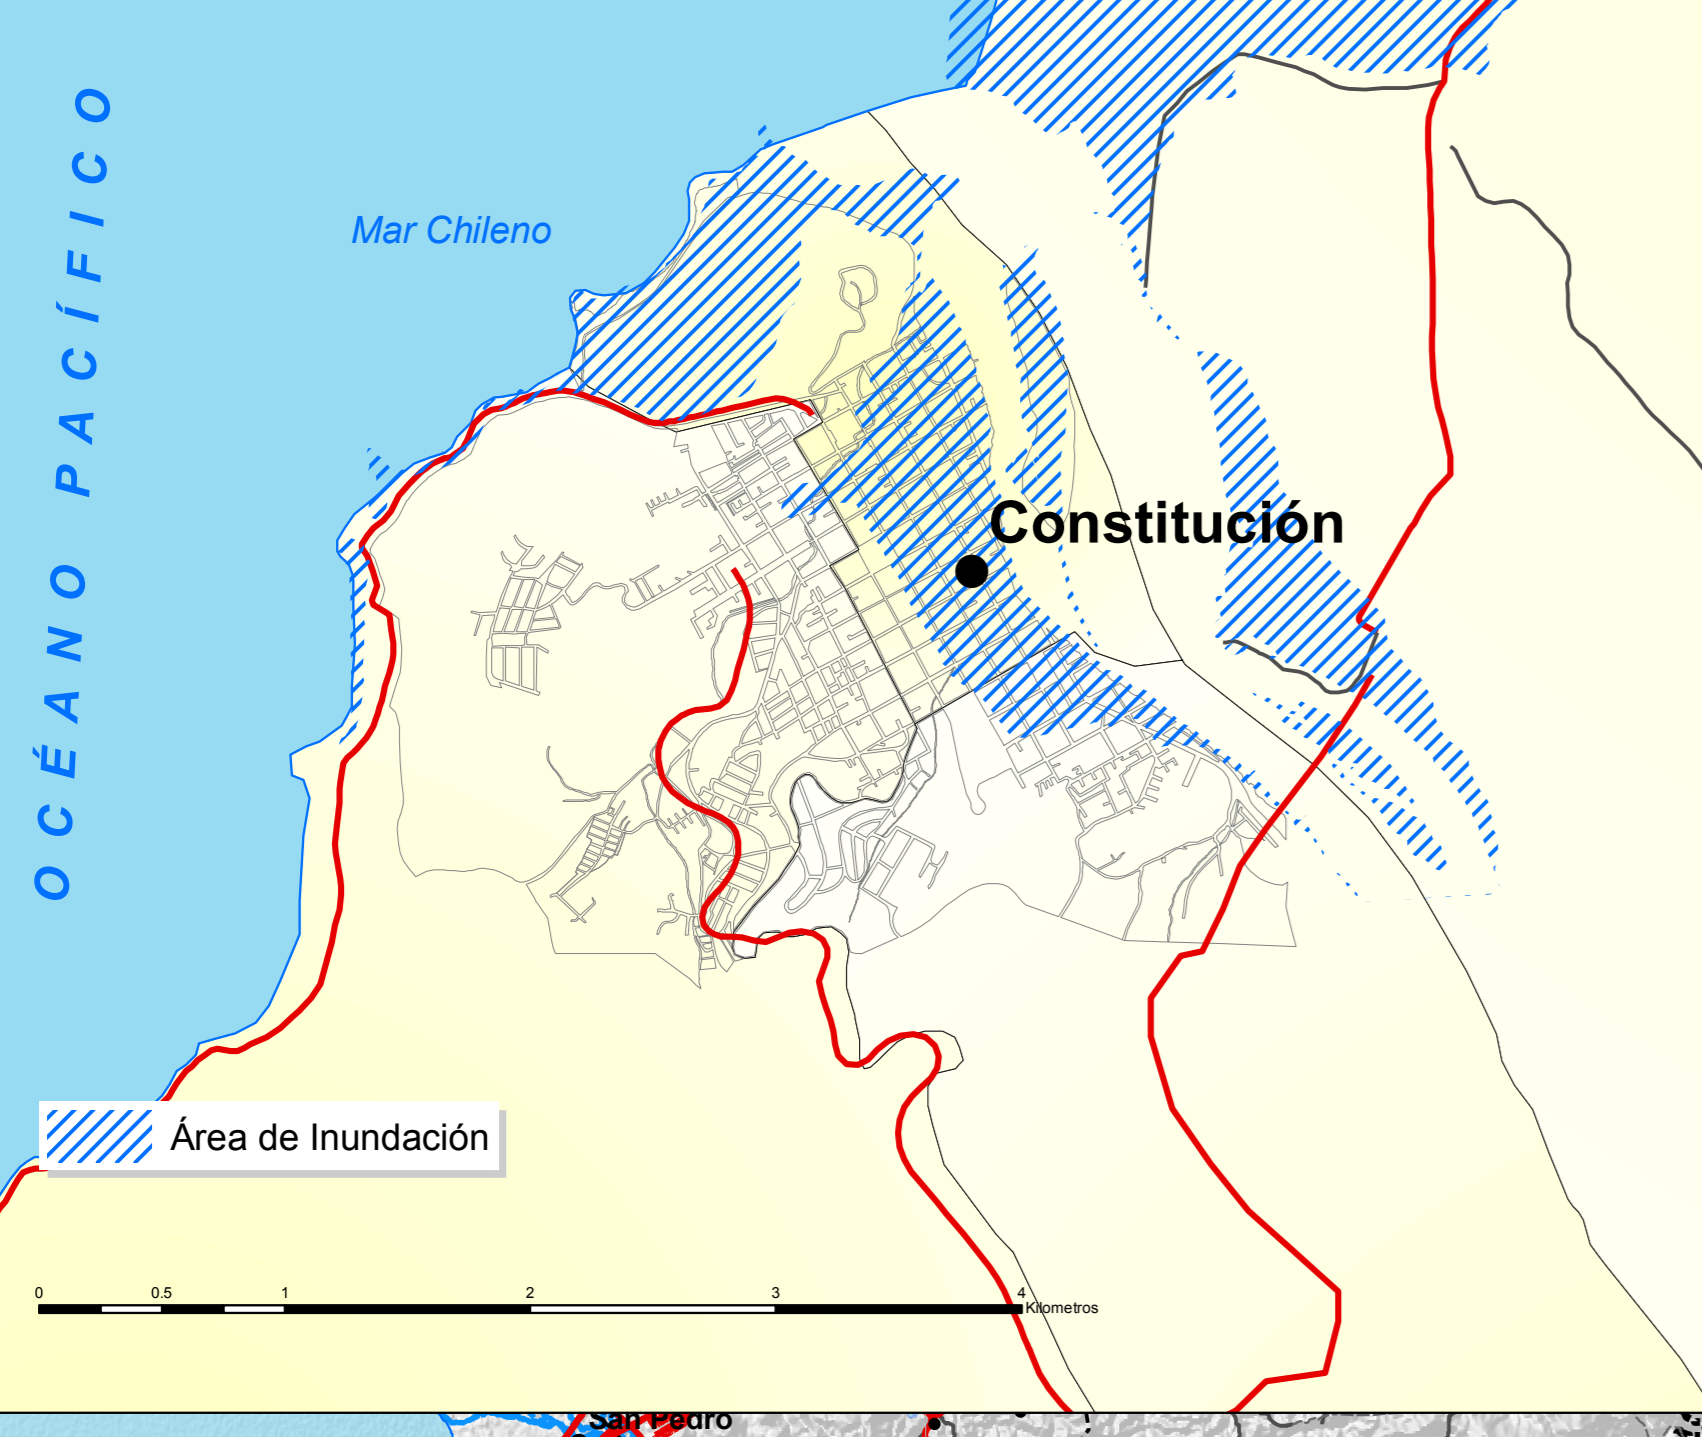 OCÉANO PACÍFICO
Mar Chileno
Constitución
Área de Inundación
0 0.5 1 2 3 4
Kilometros
San Pedro